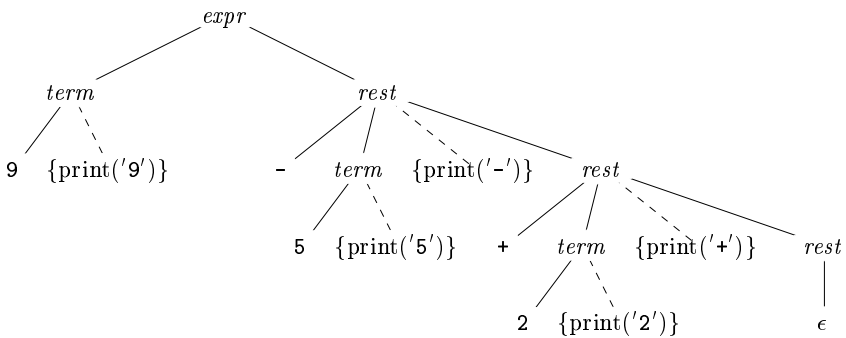 expr
term rest
9 {print('9')} - term {print('-')} rest
5 {print('5')} + term {print('+')} rest
2 {print('2')} ϵ